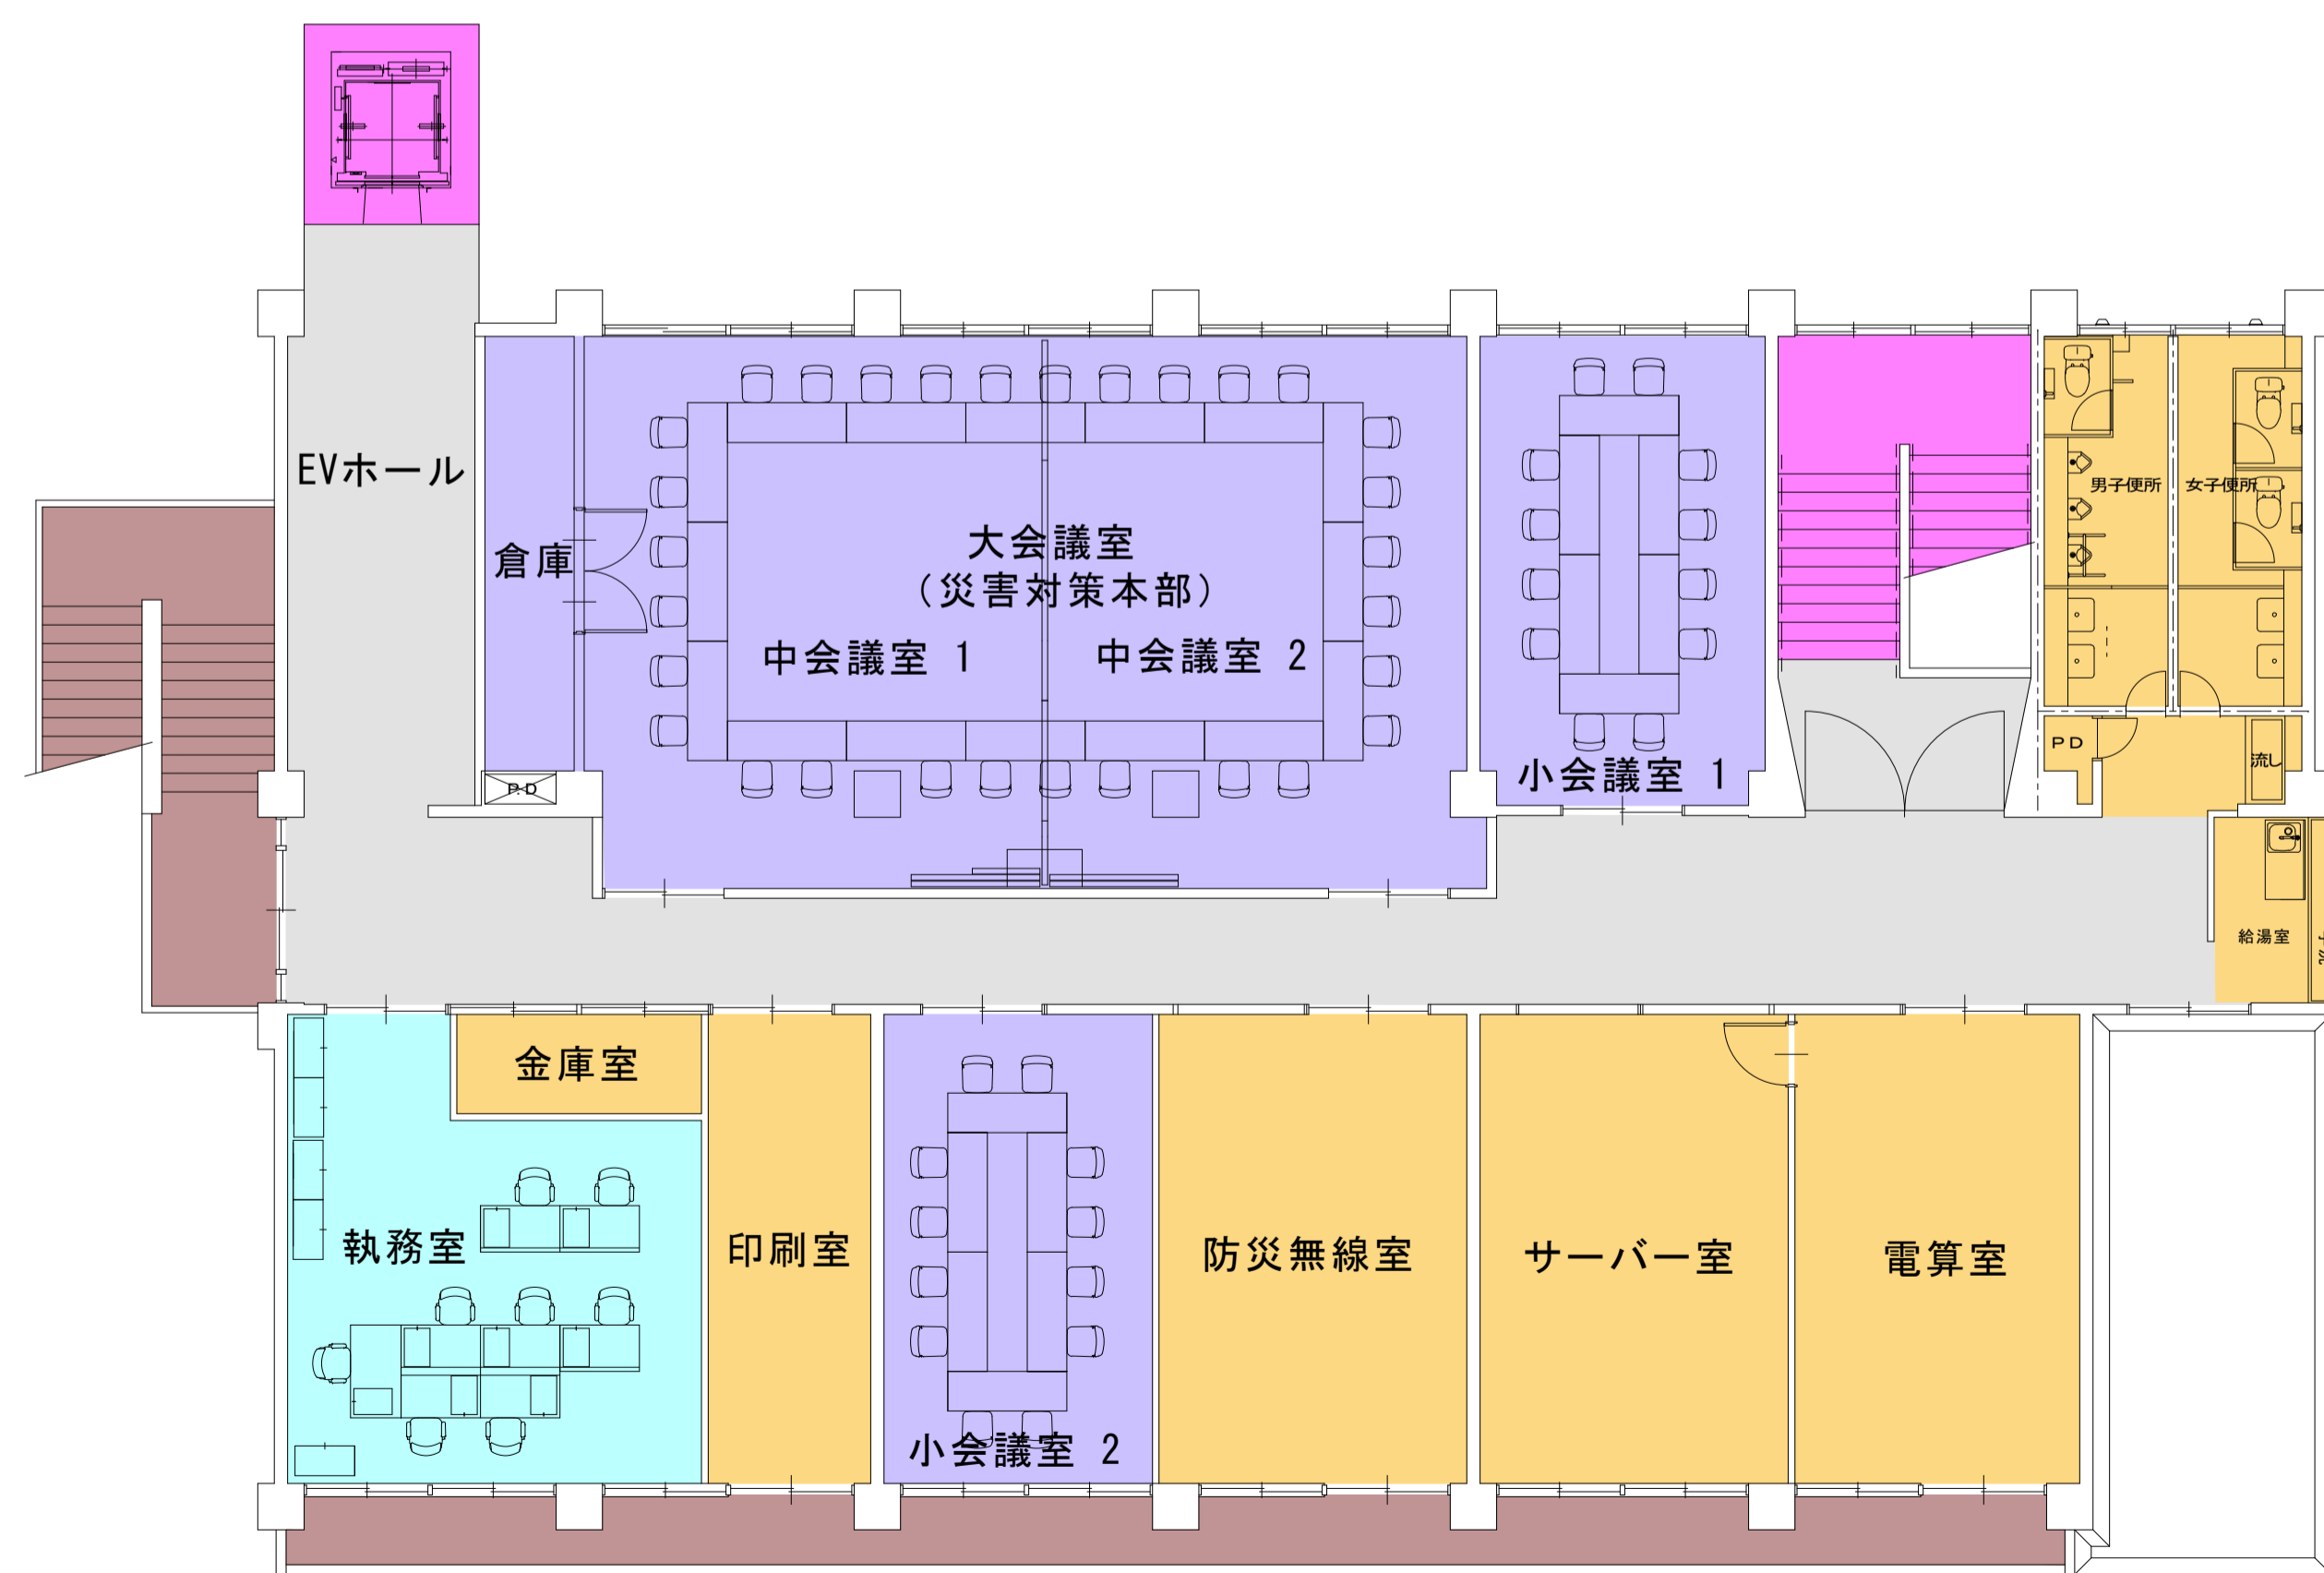 EVホール
男子便所
女子便所
倉庫
大会議室
（災害対策本部）
中会議室 1
中会議室 2
小会議室 1
PD
流し
P.D
給湯室
金庫室
執務室
印刷室
防災無線室
サーバー室
電算室
小会議室 2